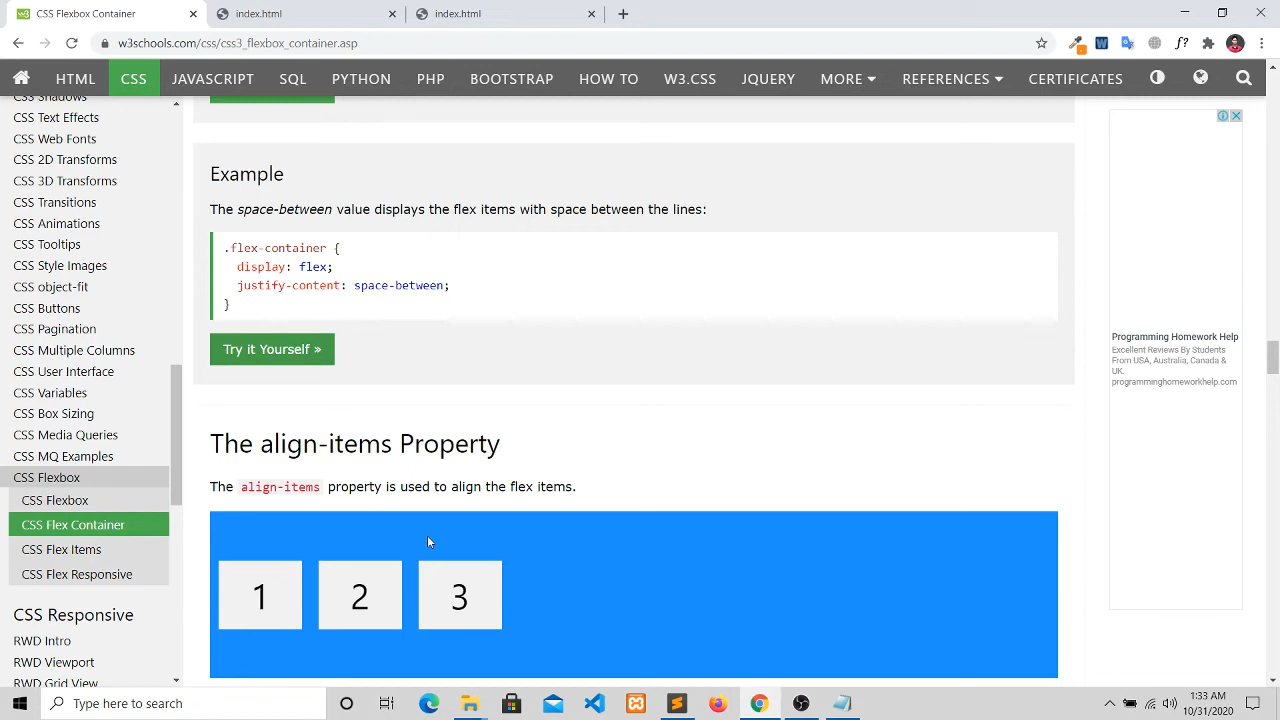 CSS Flexbox Container
index.html
index.html
w3schools.com/css/css3_flexbox_container.asp
HTML CSS JAVASCRIPT SQL PYTHON PHP BOOTSTRAP HOW TO W3.CSS JQUERY MORE REFERENCES CERTIFICATES
CSS Shadows
CSS Text Effects
CSS Web Fonts
CSS 2D Transforms
CSS 3D Transforms
CSS Transitions
CSS Animations
CSS Tooltips
CSS Style Images
CSS object-fit
CSS Buttons
CSS Pagination
CSS Multiple Columns
CSS User Interface
CSS Variables
CSS Box Sizing
CSS Media Queries
CSS MQ Examples
CSS Flexbox
CSS Flexbox
CSS Flex Container
CSS Flex Items
CSS Flex Responsive
CSS Responsive
RWD Intro
RWD Viewport
RWD Grid View
Example
The space-between value displays the flex items with space between the lines:
.flex-container {
display: flex;
justify-content: space-between;
}
Try it Yourself »
The align-items Property
The align-items property is used to align the flex items.
1 2 3
Programming Homework Help
Excellent Reviews By Students
From USA, Australia, Canada &
UK.
programminghomeworkhelp.com
Type here to search
1:33 AM
10/31/2020